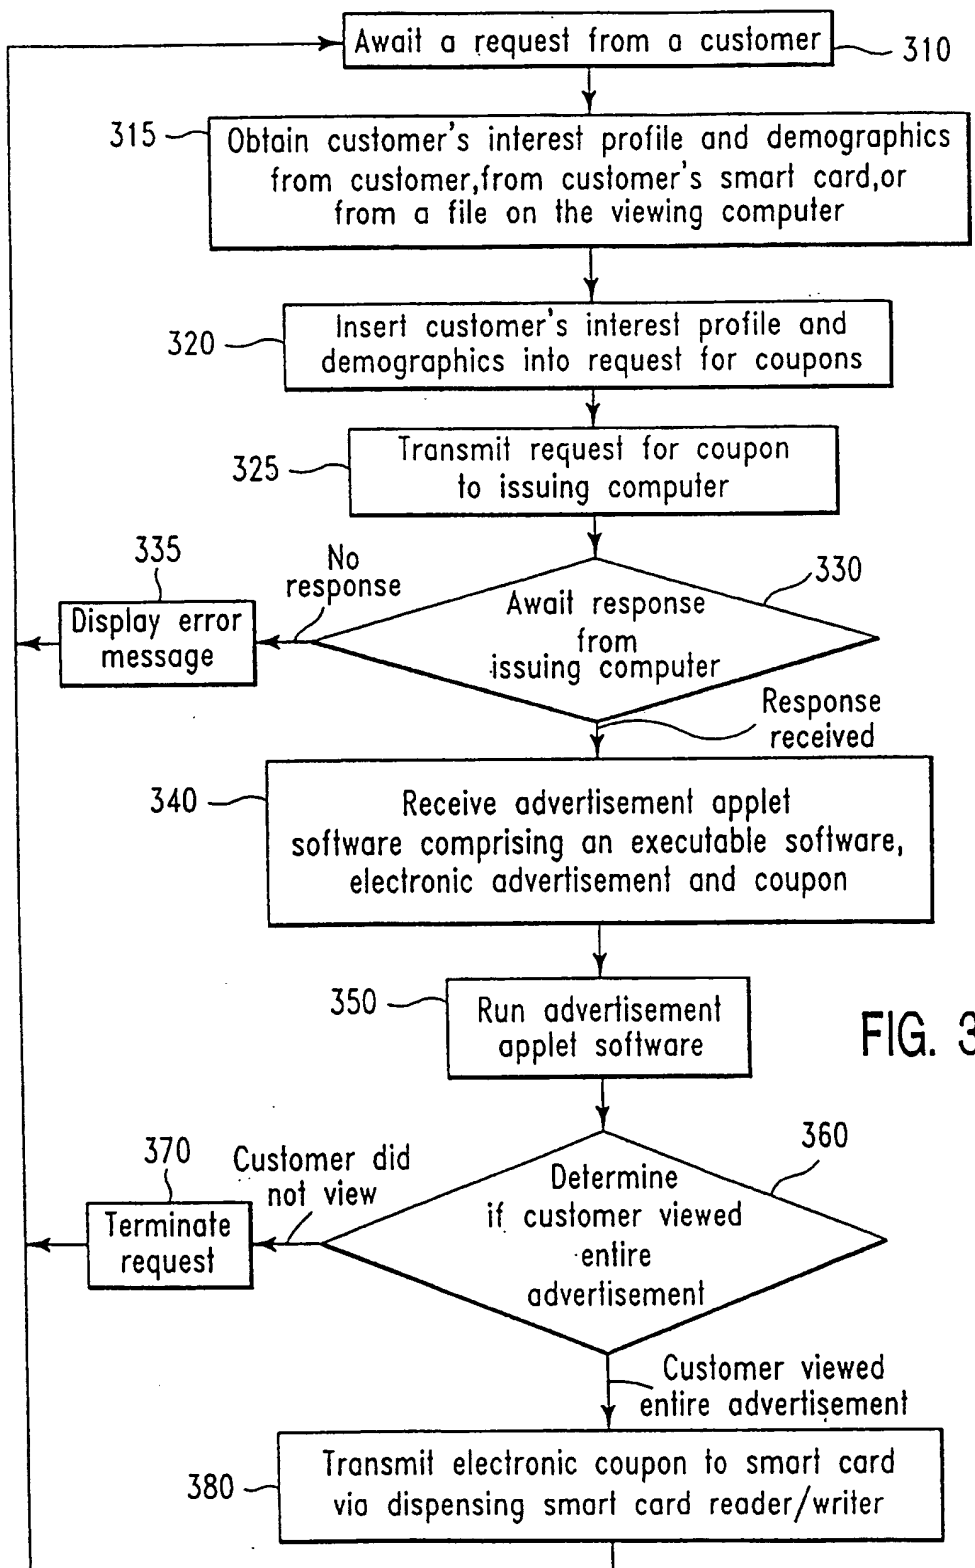 Await a request from a customer
310
315
Obtain customer's interest profile and demographics
from customer,from customer's smart card,or
from a file on the viewing computer
320
Insert customer's interest profile and
demographics into request for coupons
325
Transmit request for coupon
to issuing computer
335
No
response
330
Display error
message
Await response
from
issuing computer
Response
received
340
Receive advertisement applet
software comprising an executable software,
electronic advertisement and coupon
350
Run advertisement
applet software
FIG. 3
360
370
Customer did
not view
Terminate
request
Determine
if customer viewed
entire
advertisement
Customer viewed
entire advertisement
380
Transmit electronic coupon to smart card
via dispensing smart card reader/writer